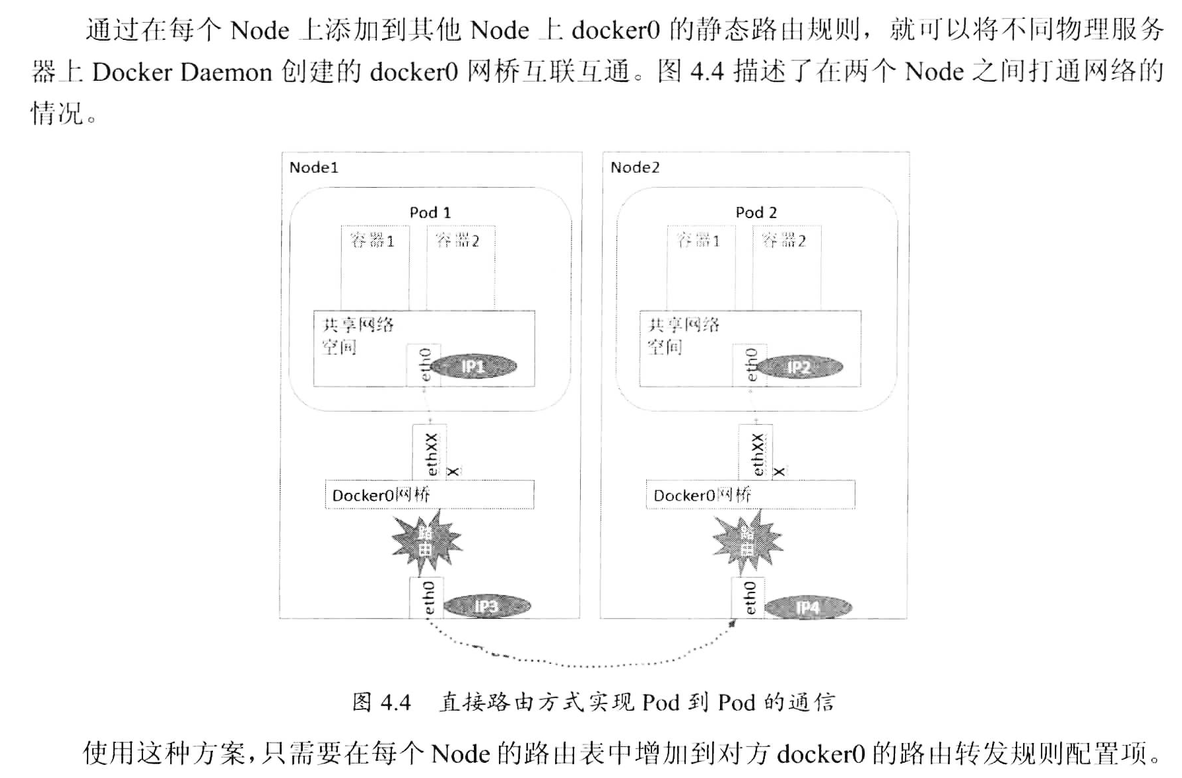 通过在每个 Node 上添加到其他 Node 上 docker0 的静态路由规则，就可以将不同物理服务
器上 Docker Daemon 创建的 docker0 网桥互联互通。图 4.4 描述了在两个 Node 之间打通网络的
情况。
Node1
Pod 1
容器1
容器2
共享网络
空间
eth0
IP1
ethXX
X
Docker0网桥
路
由
eth0
IP3
Node2
Pod 2
容器1
容器2
共享网络
空间
eth0
IP2
ethXX
X
Docker0网桥
路
由
eth0
IP4
图 4.4 直接路由方式实现 Pod 到 Pod 的通信
使用这种方案，只需要在每个 Node 的路由表中增加到对方 docker0 的路由转发规则配置项。